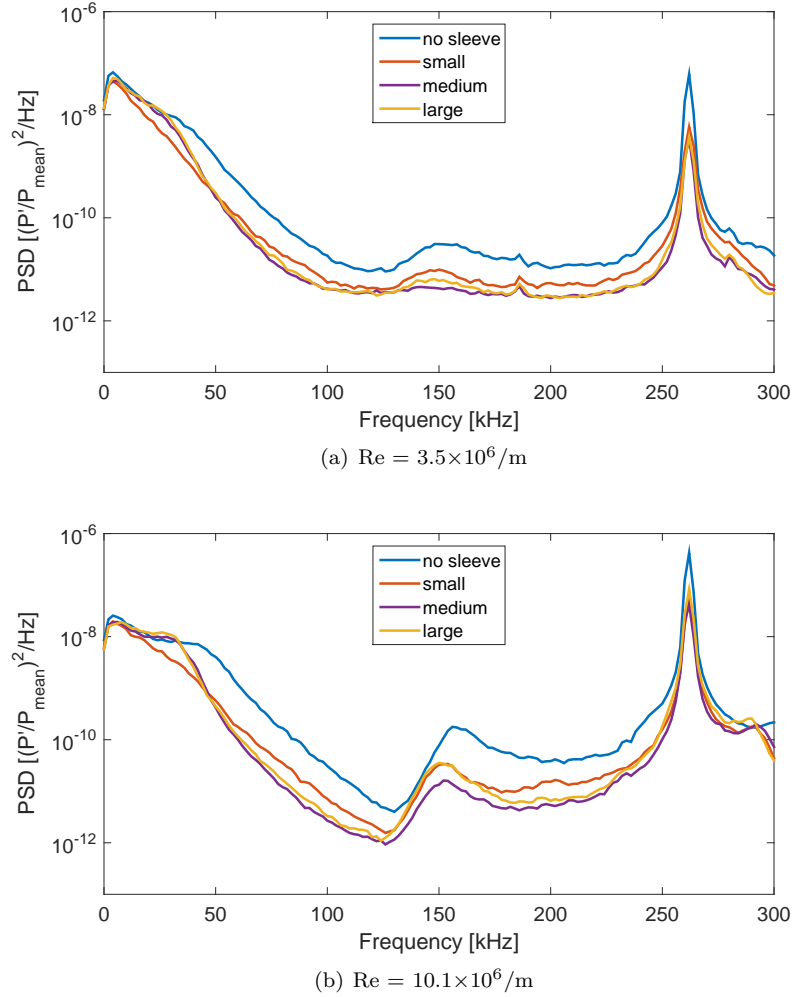 10^-6
10^-8
10^-10
10^-12
PSD [(P'/P_mean)^2/Hz]
no sleeve
small
medium
large
0 50 100 150 200 250 300
Frequency [kHz]
(a) Re = 3.5×10^6/m
10^-6
10^-8
10^-10
10^-12
PSD [(P'/P_mean)^2/Hz]
no sleeve
small
medium
large
0 50 100 150 200 250 300
Frequency [kHz]
(b) Re = 10.1×10^6/m